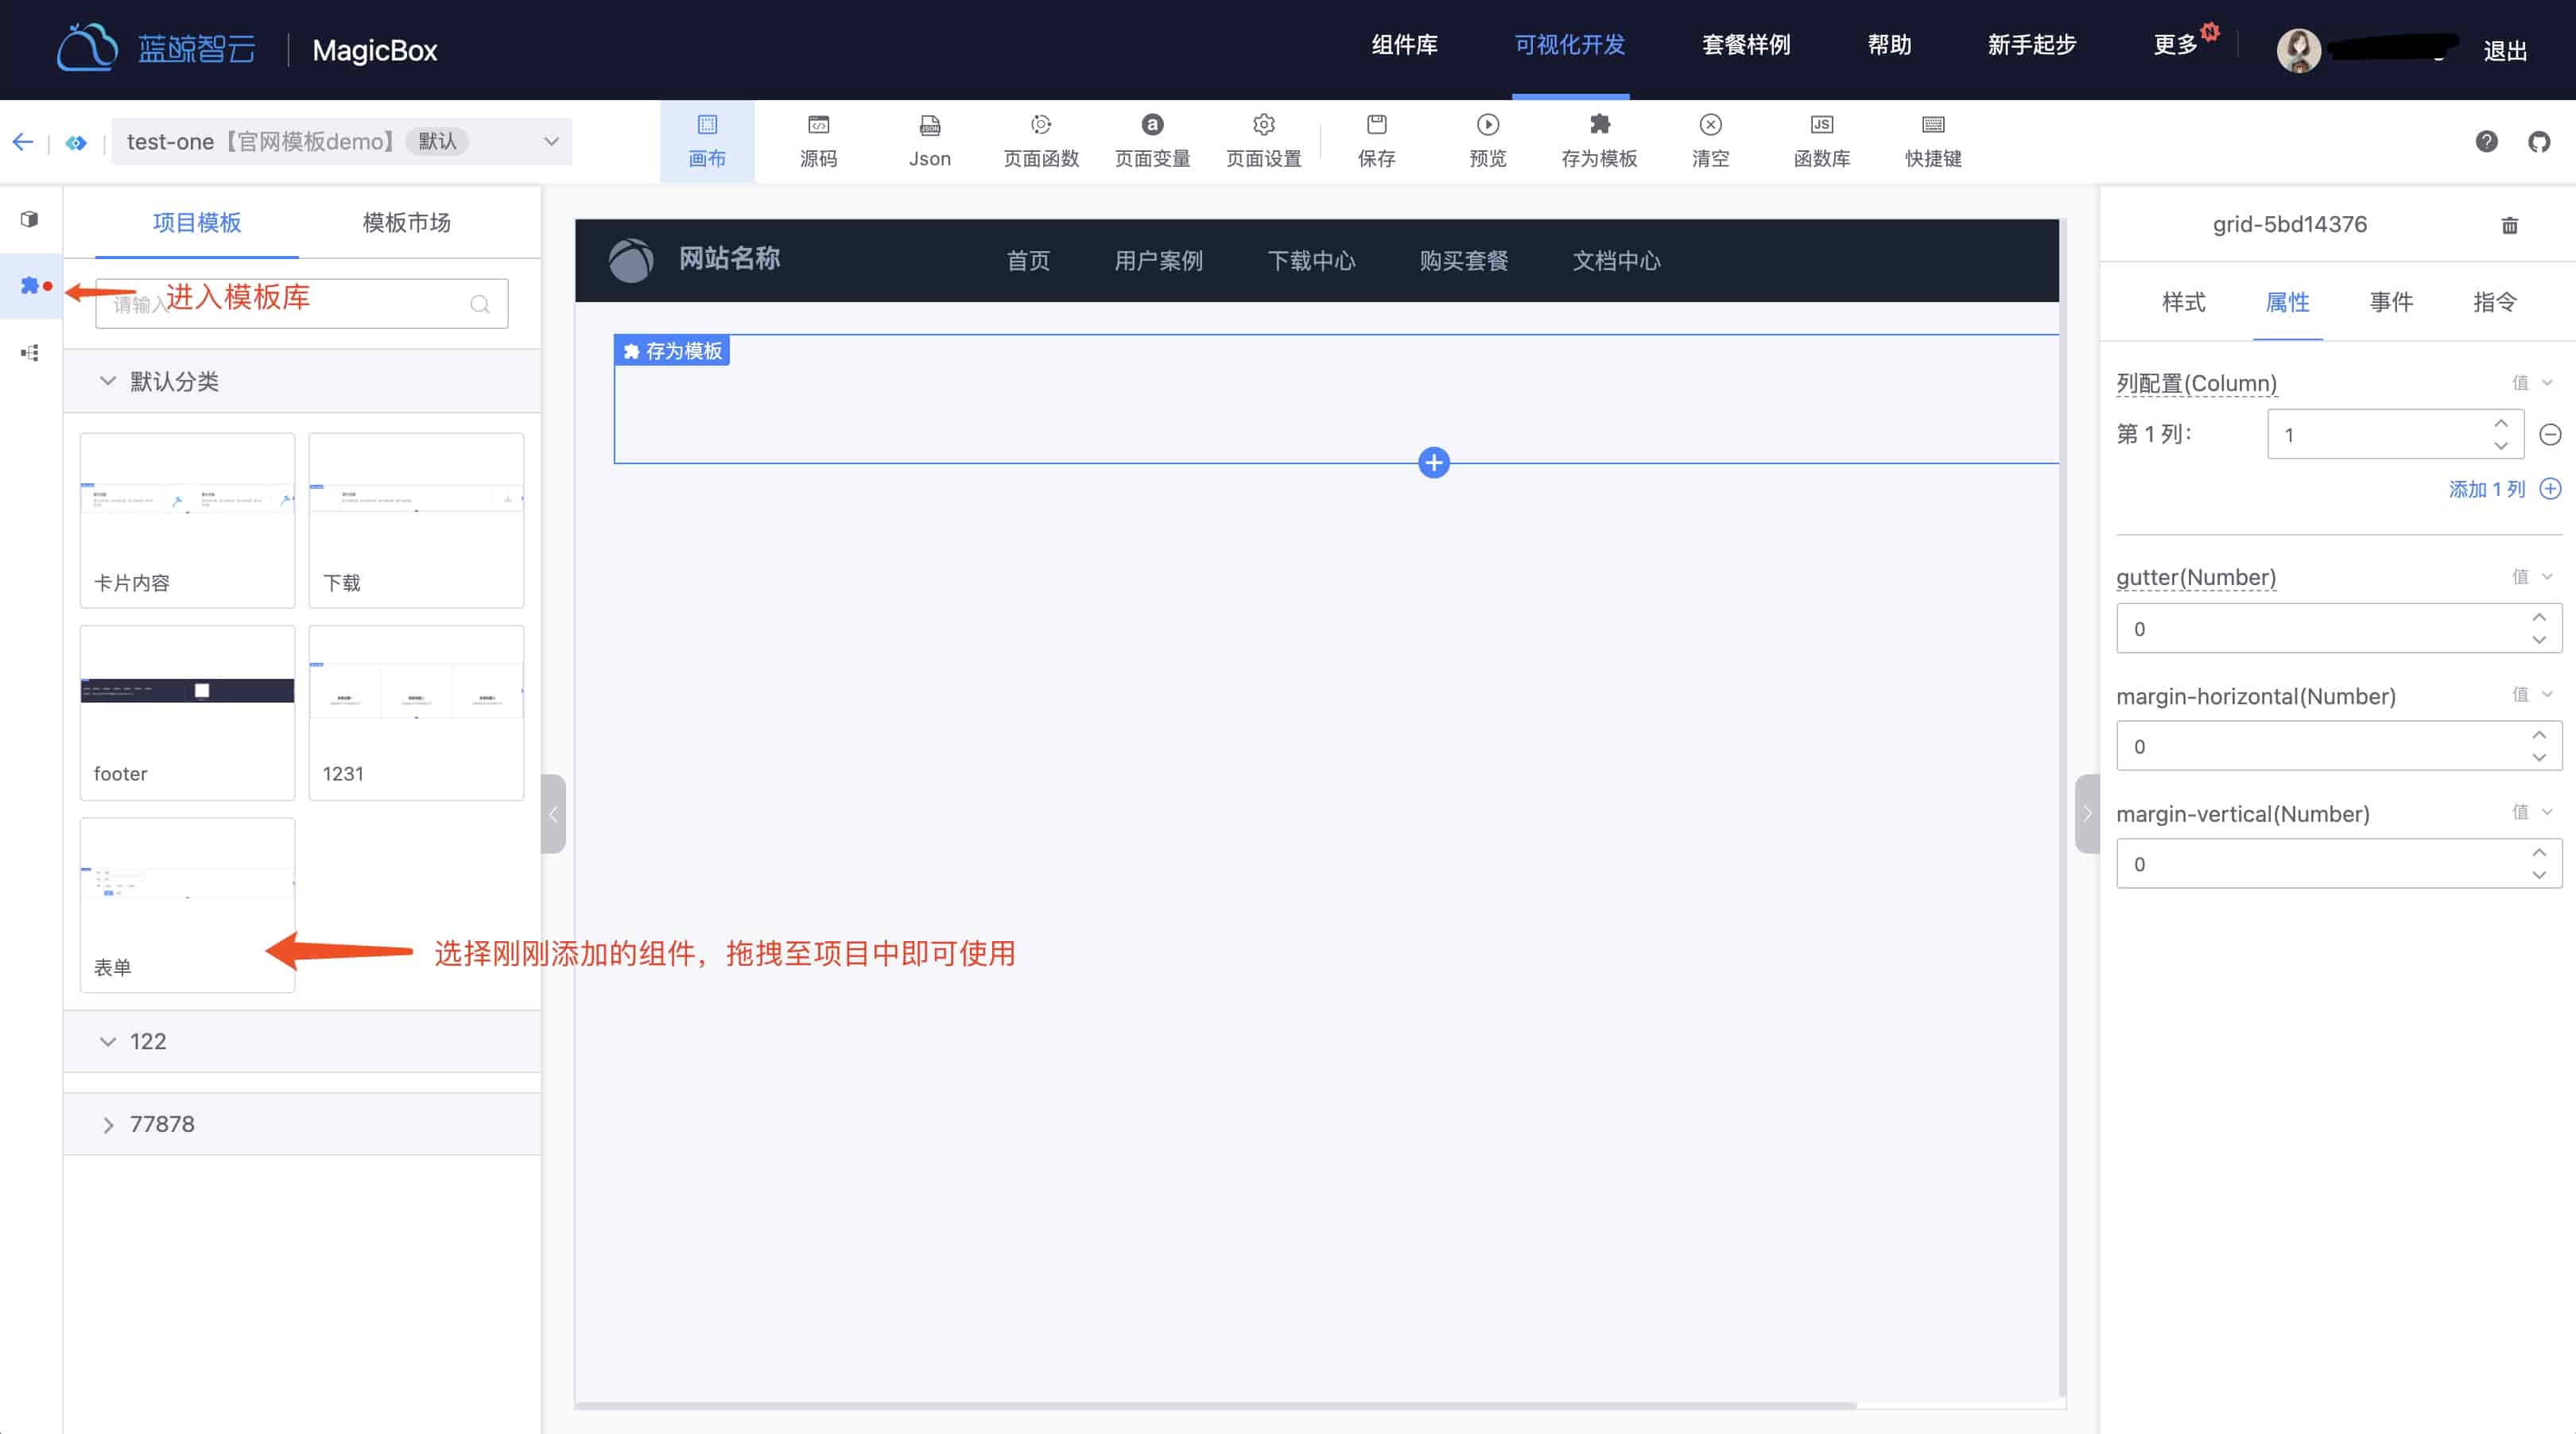 蓝鲸智云 MagicBox 组件库 可视化开发 套餐样例 帮助 新手起步 更多 N 退出
test-one【官网模板demo】 默认 画布 源码 Json 页面函数 页面变量 页面设置 保存 预览 存为模板 清空 函数库 快捷键
项目模板 模板市场
请输入
进入模板库
默认分类
卡片内容 下载
footer 1231
表单
选择刚刚添加的组件，拖拽至项目中即可使用
122
77878
网站名称 首页 用户案例 下载中心 购买套餐 文档中心
存为模板
grid-5bd14376
样式 属性 事件 指令
列配置(Column) 值
第 1 列： 1
添加 1 列
gutter(Number) 值
0
margin-horizontal(Number) 值
0
margin-vertical(Number) 值
0